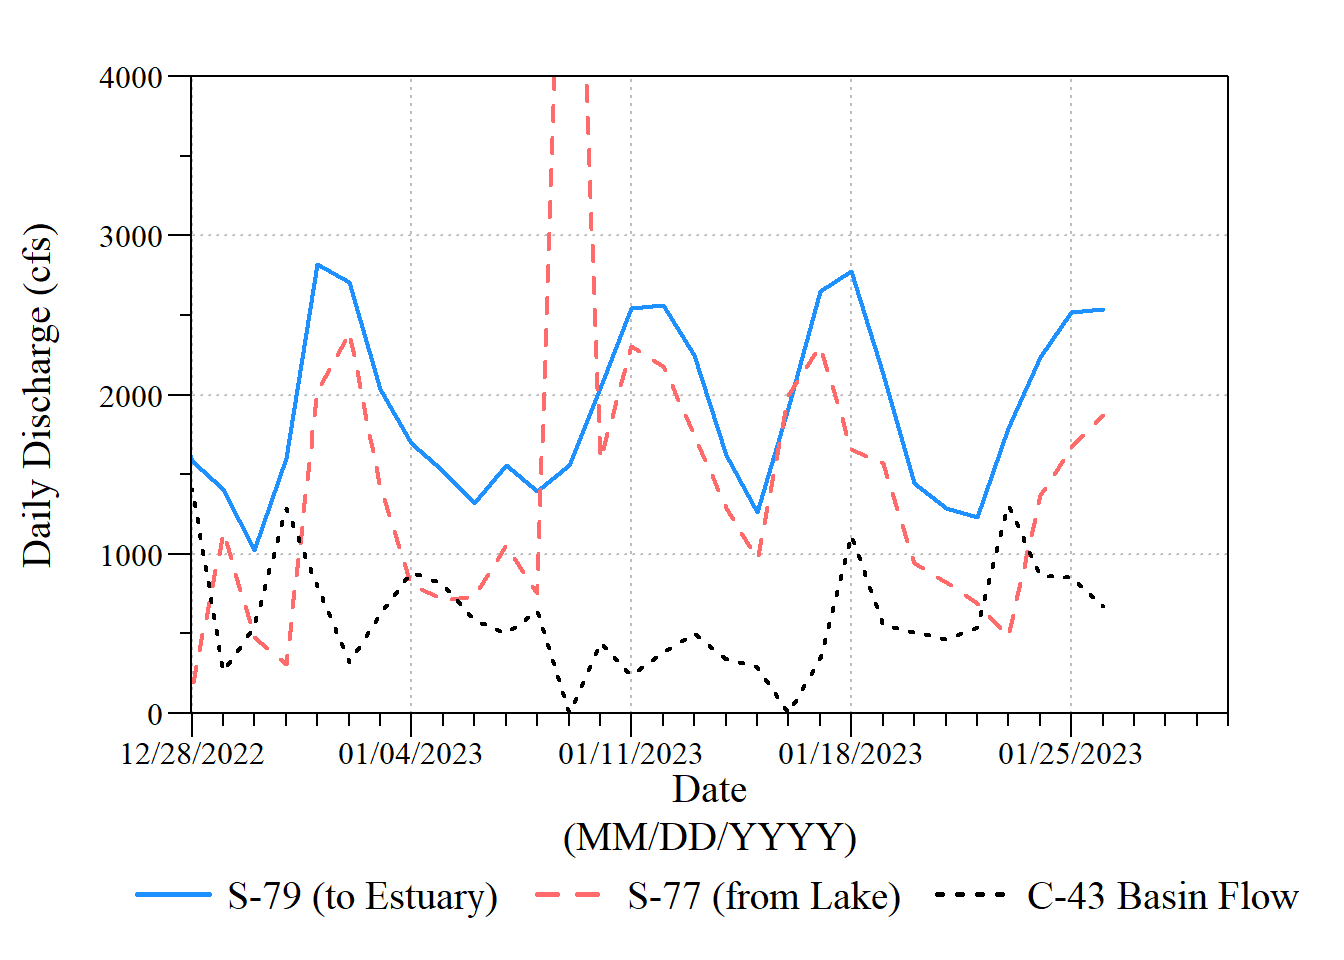 4000
3000
2000
1000
0
Daily Discharge (cfs)
12/28/2022 01/04/2023 01/11/2023 01/18/2023 01/25/2023
Date
(MM/DD/YYYY)
S-79 (to Estuary) S-77 (from Lake) C-43 Basin Flow